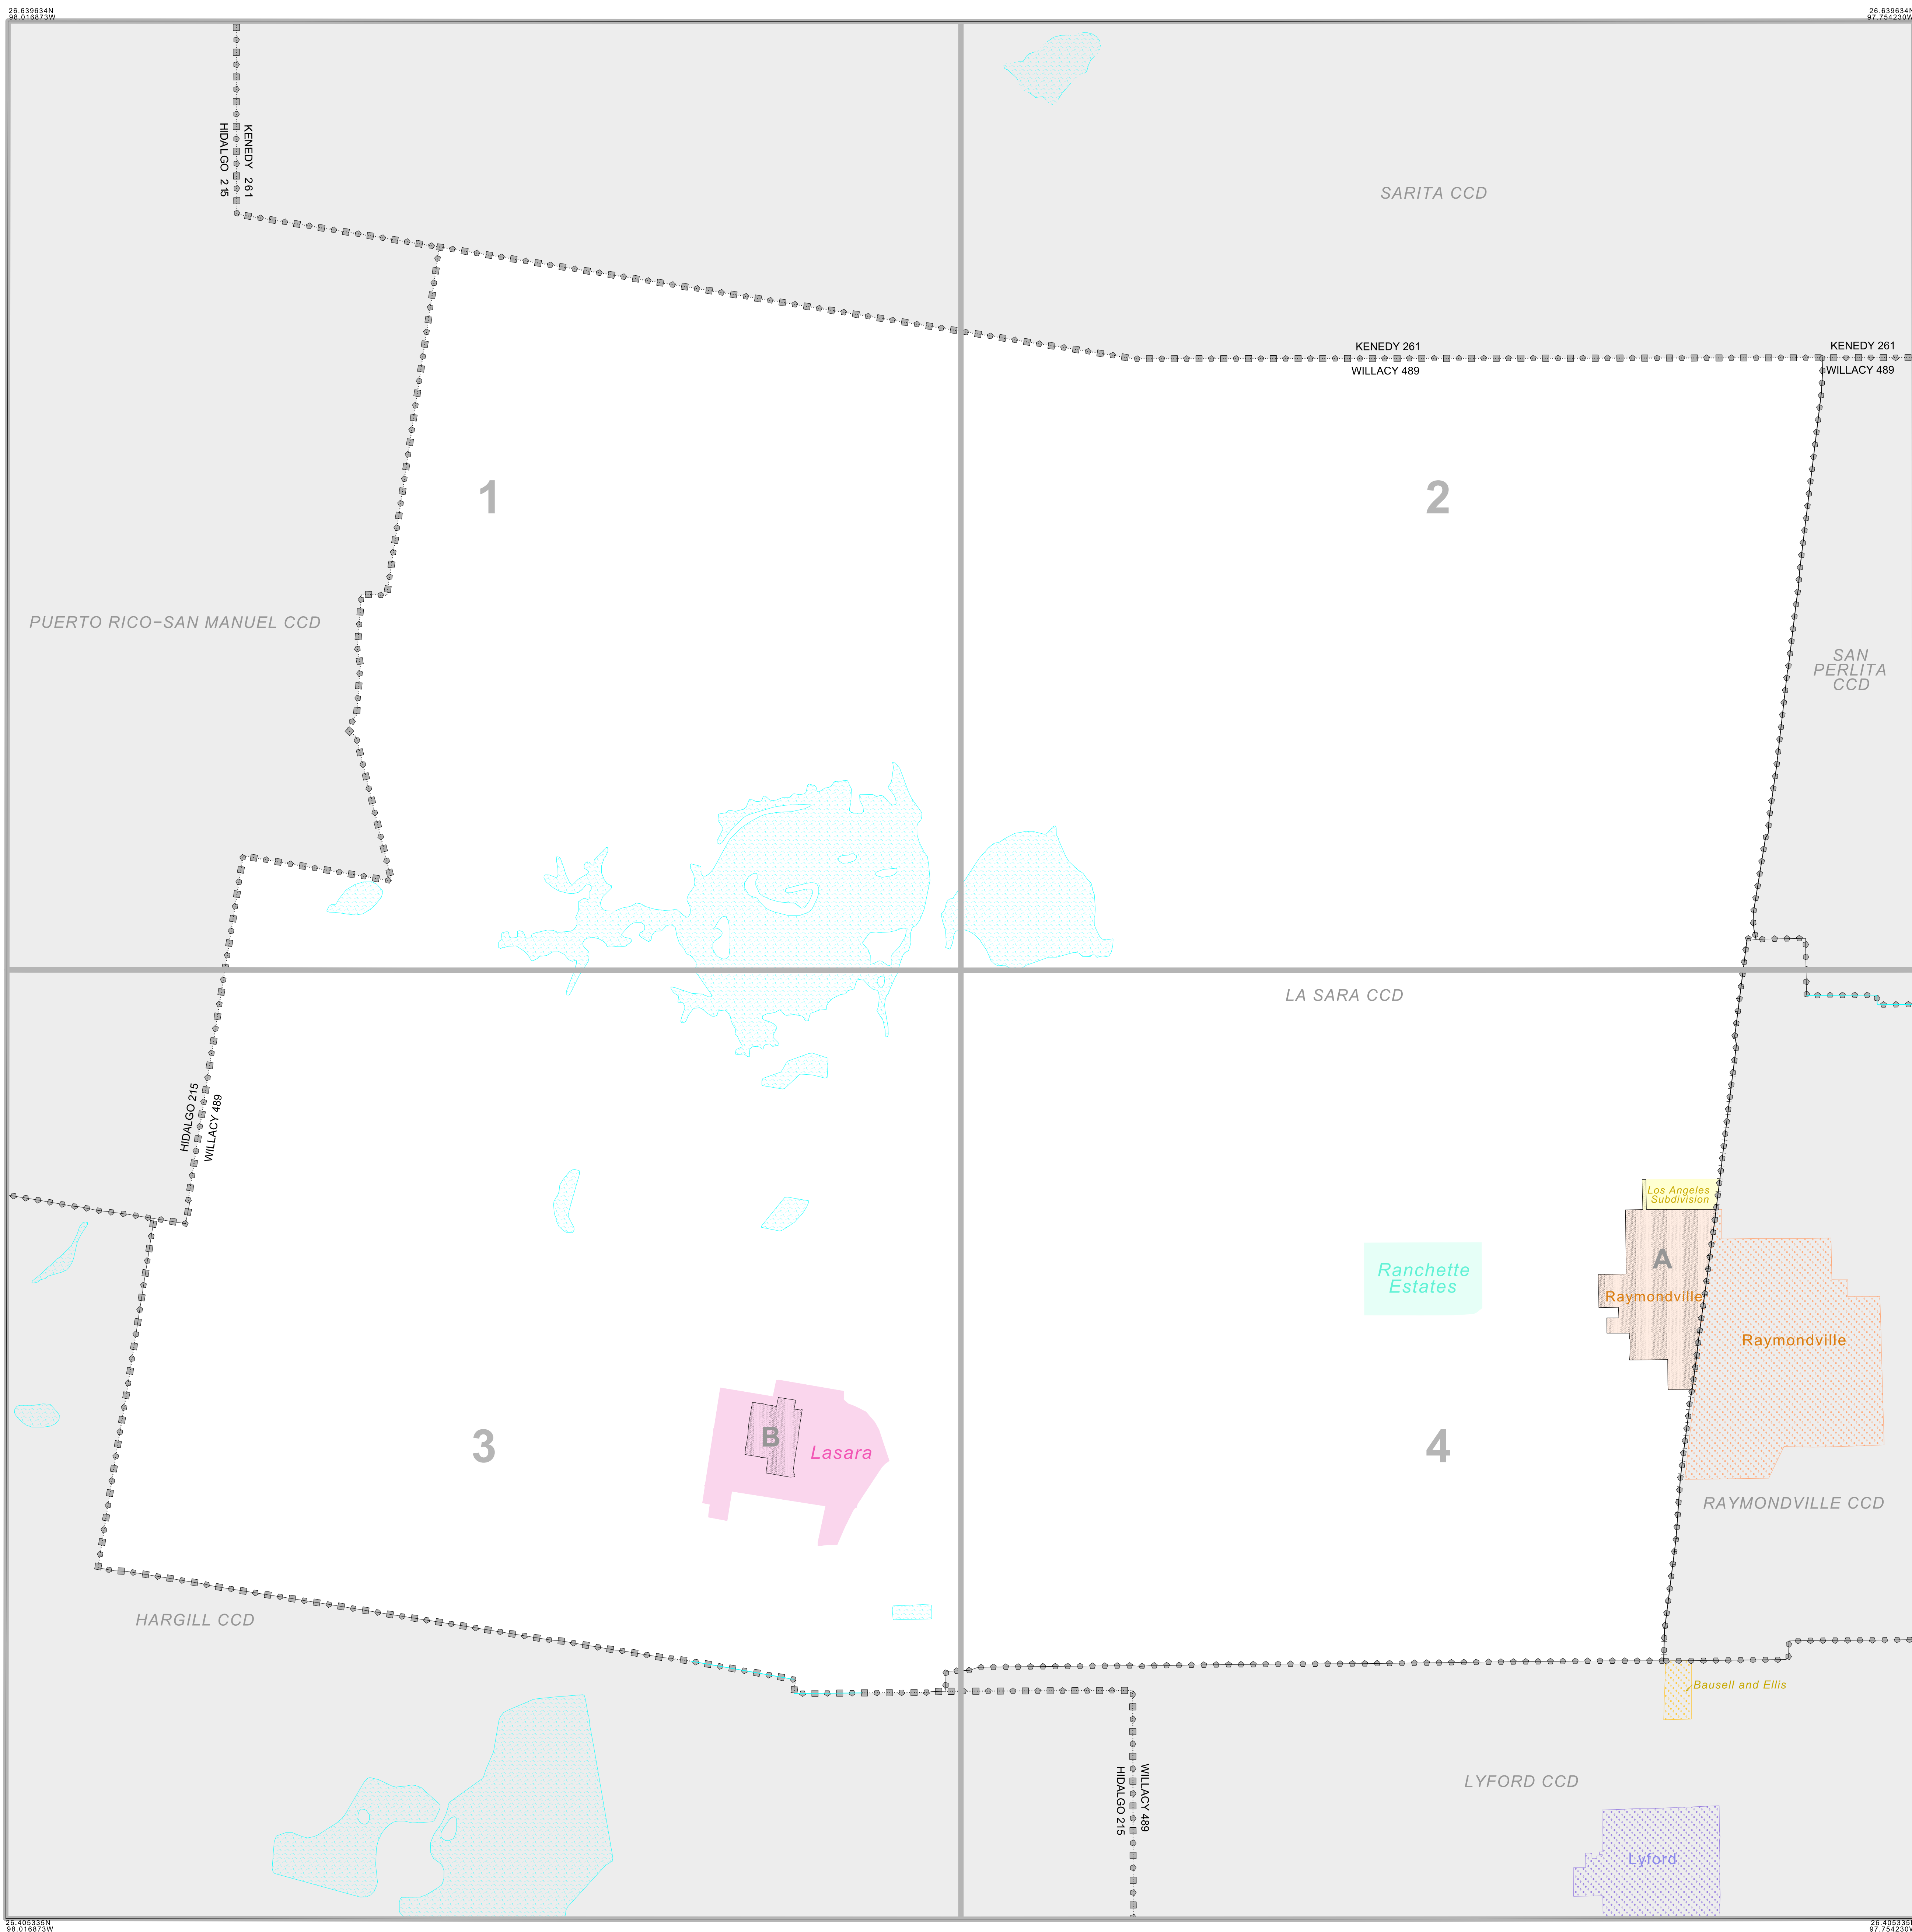 26.639634N
98.016873W
26.639634N
97.754230W
KENEDY 261
HIDALGO 215
SARITA CCD
KENEDY 261
WILLACY 489
KENEDY 261
WILLACY 489
1
2
PUERTO RICO−SAN MANUEL CCD
SAN
PERLITA
CCD
LA SARA CCD
HIDALGO 215
WILLACY 489
Los Angeles
Subdivision
A
Raymondville
Ranchette
Estates
Raymondville
B
Lasara
3
4
RAYMONDVILLE CCD
HARGILL CCD
Bausell and Ellis
WILLACY 489
HIDALGO 215
LYFORD CCD
Lyford
26.405335N
98.016873W
26.405335N
97.754230W